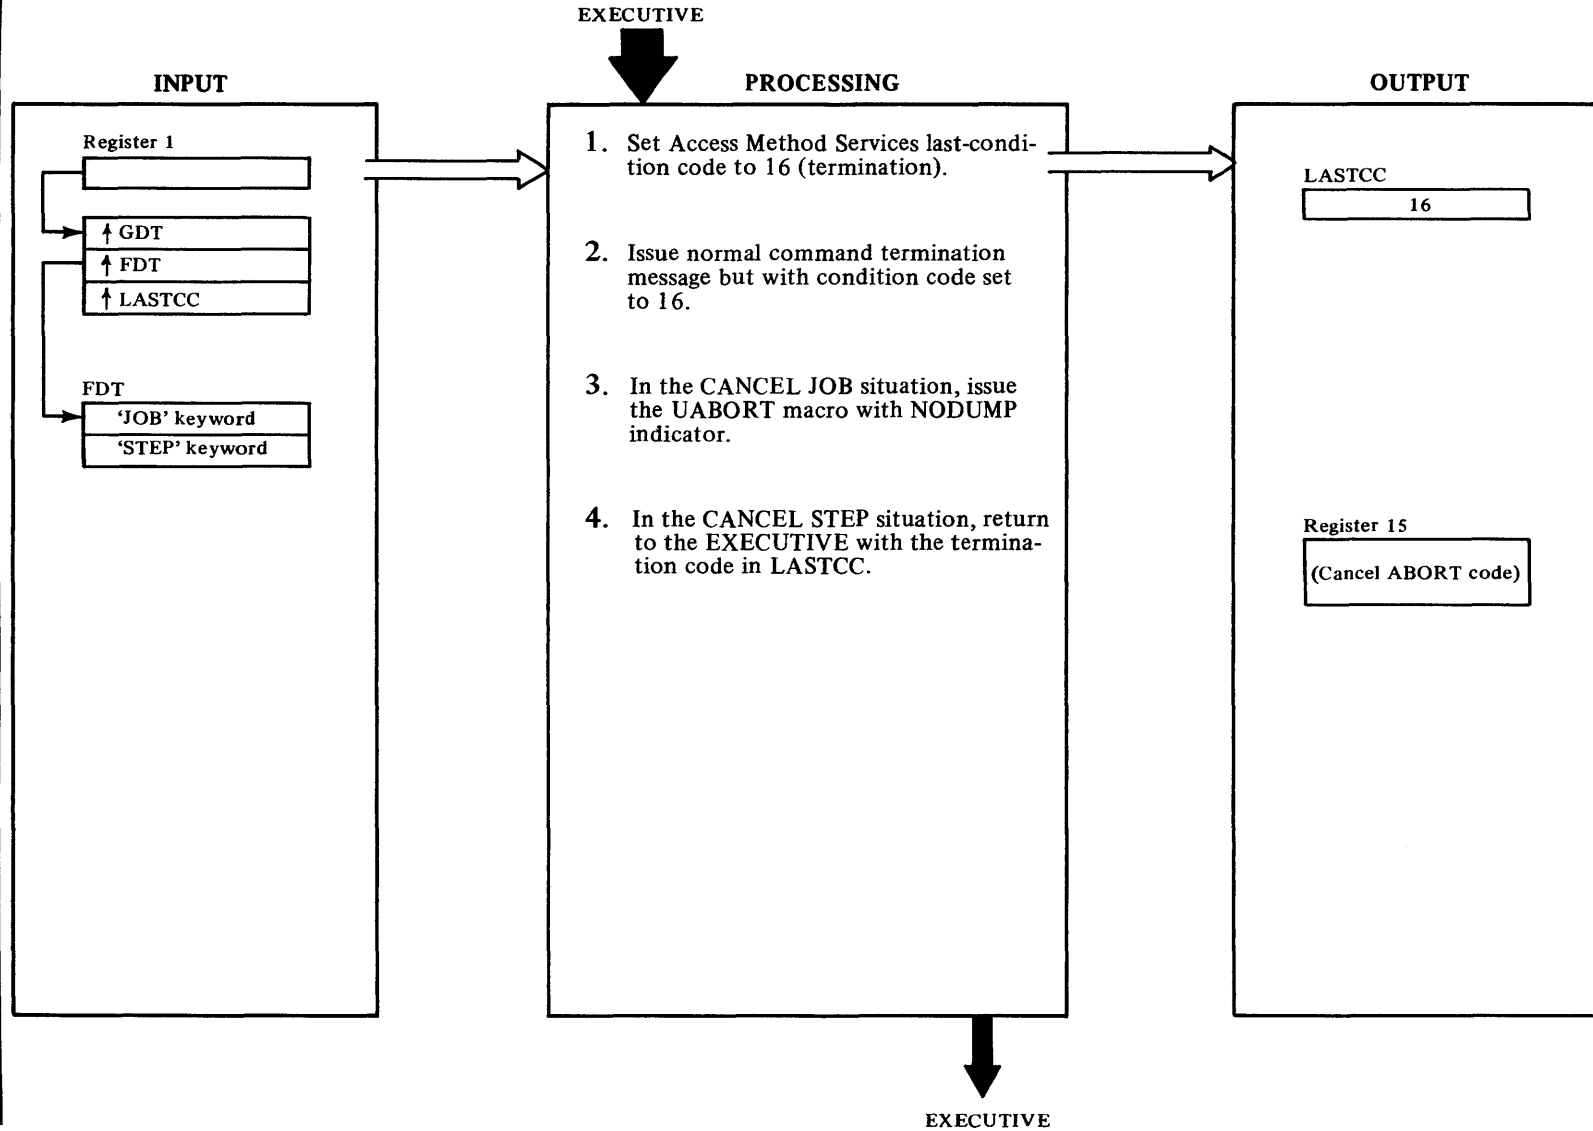 EXECUTIVE
INPUT
PROCESSING
OUTPUT
Register 1
↑ GDT
↑ FDT
↑ LASTCC
FDT
‘JOB’ keyword
‘STEP’ keyword
1. Set Access Method Services last-condi-
tion code to 16 (termination).
2. Issue normal command termination
message but with condition code set
to 16.
3. In the CANCEL JOB situation, issue
the UABORT macro with NODUMP
indicator.
4. In the CANCEL STEP situation, return
to the EXECUTIVE with the termina-
tion code in LASTCC.
LASTCC
16
Register 15
(Cancel ABORT code)
EXECUTIVE